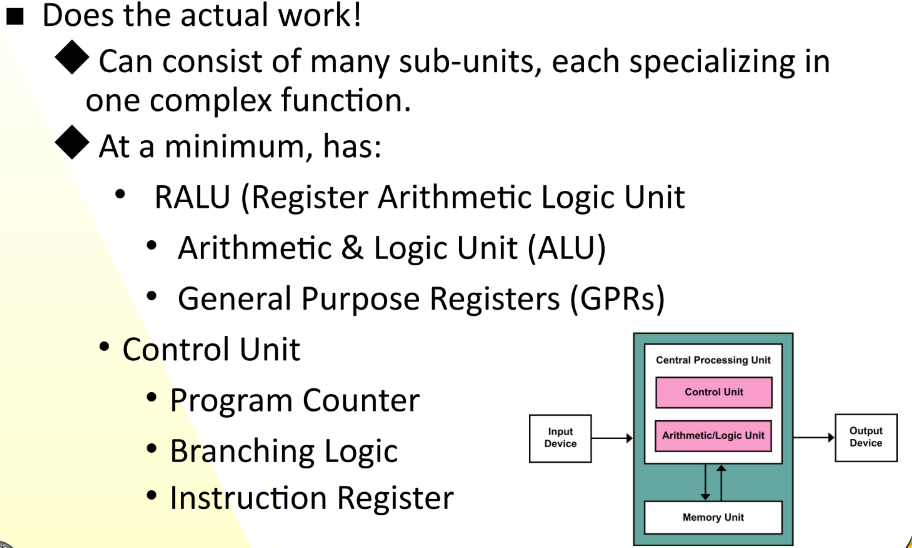 Does the actual work!
Can consist of many sub-units, each specializing in
one complex function.
At a minimum, has:
RALU (Register Arithmetic Logic Unit
Arithmetic & Logic Unit (ALU)
General Purpose Registers (GPRs)
Control Unit
Program Counter
Branching Logic
Instruction Register
Central Processing Unit
Control Unit
Arithmetic/Logic Unit
Input
Device
Output
Device
Memory Unit